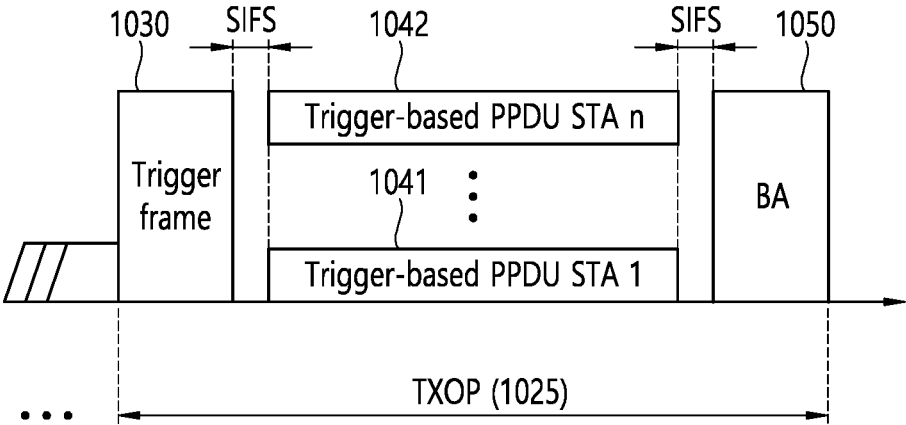 1030
SIFS
1042
SIFS
1050
Trigger-based PPDU STA n
Trigger
frame
1041
BA
Trigger-based PPDU STA 1
TXOP (1025)